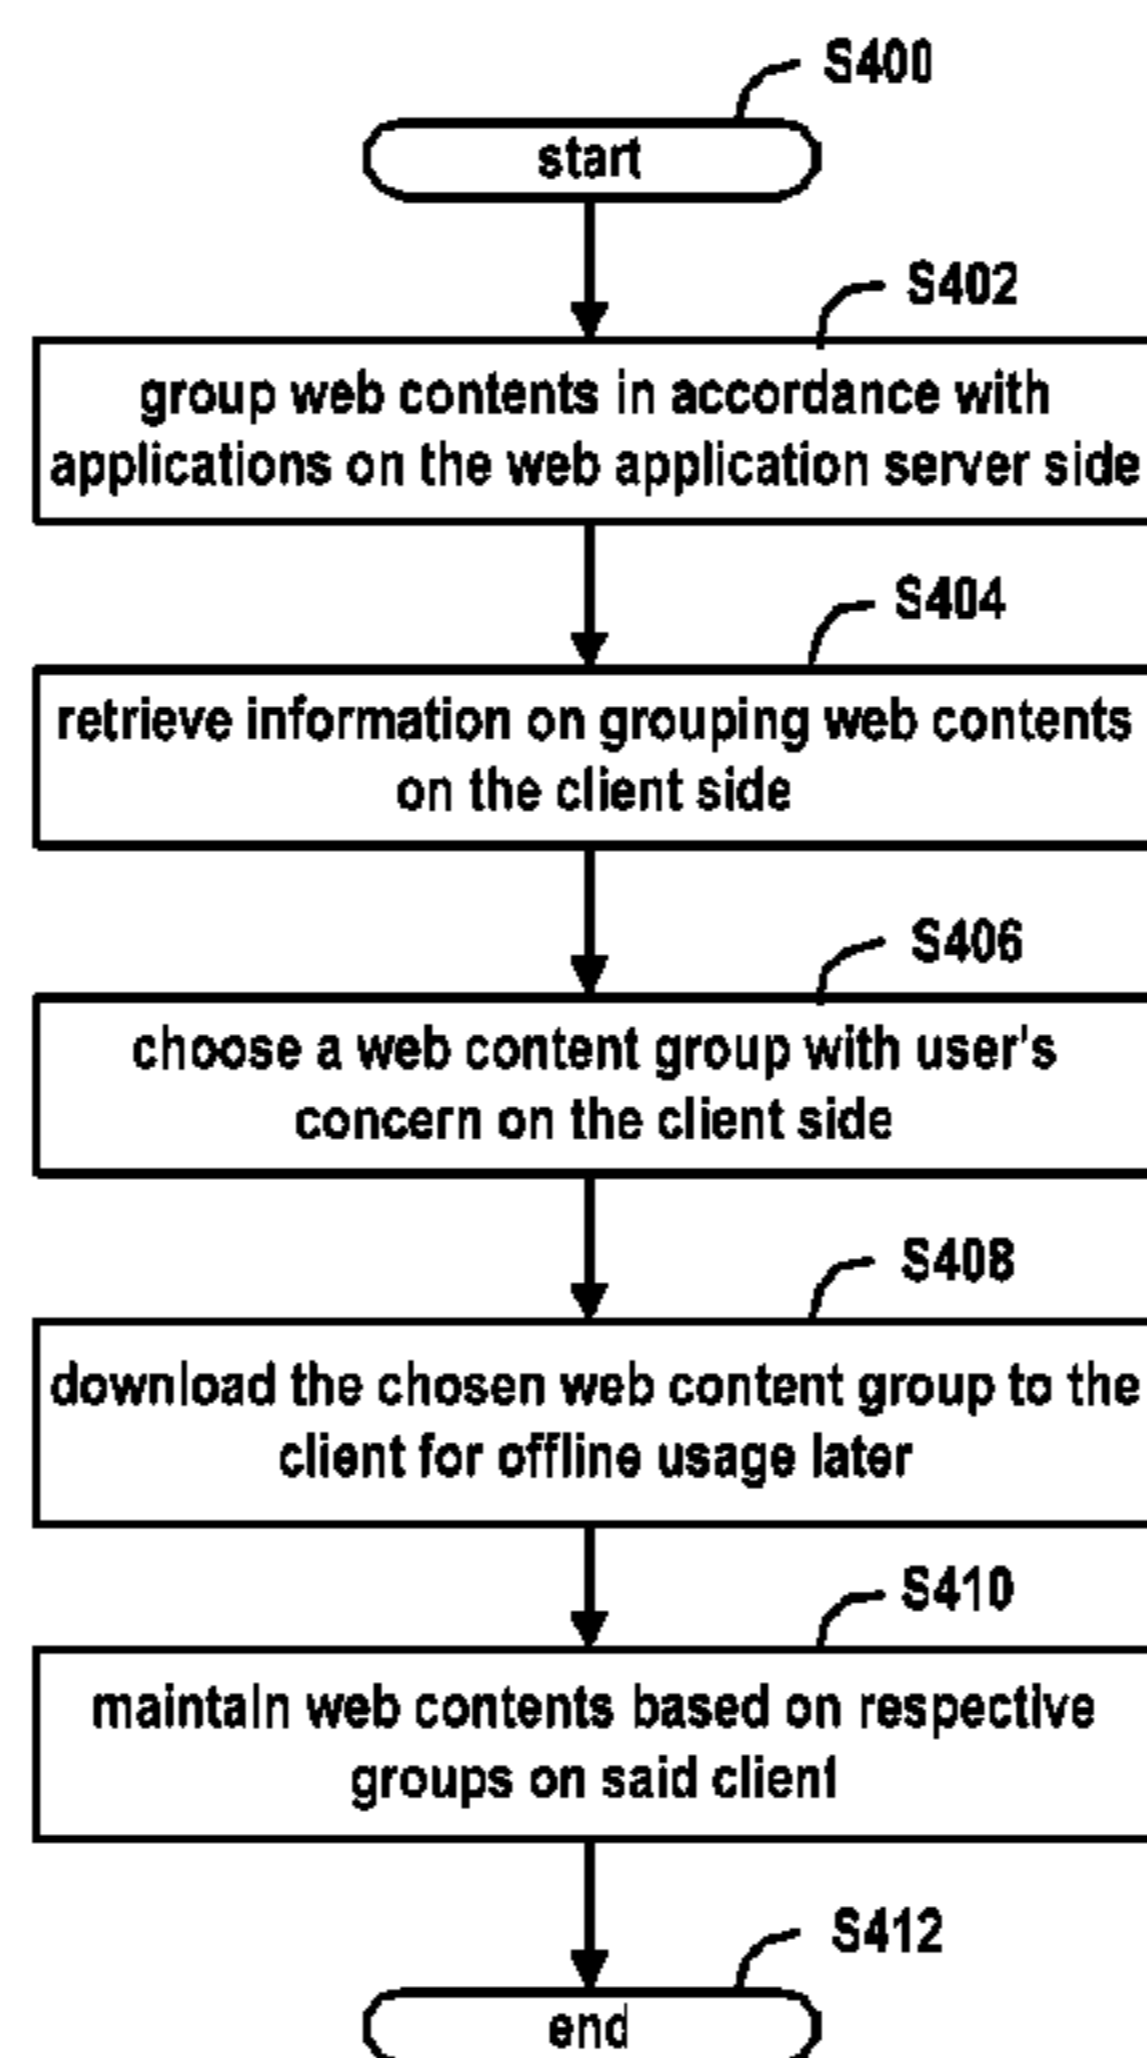 S400
start
S402
group web contents in accordance with
applications on the web application server side
S404
retrieve information on grouping web contents
on the client side
S406
choose a web content group with user's
concern on the client side
S408
download the chosen web content group to the
client for offline usage later
S410
maintain web contents based on respective
groups on said client
S412
end